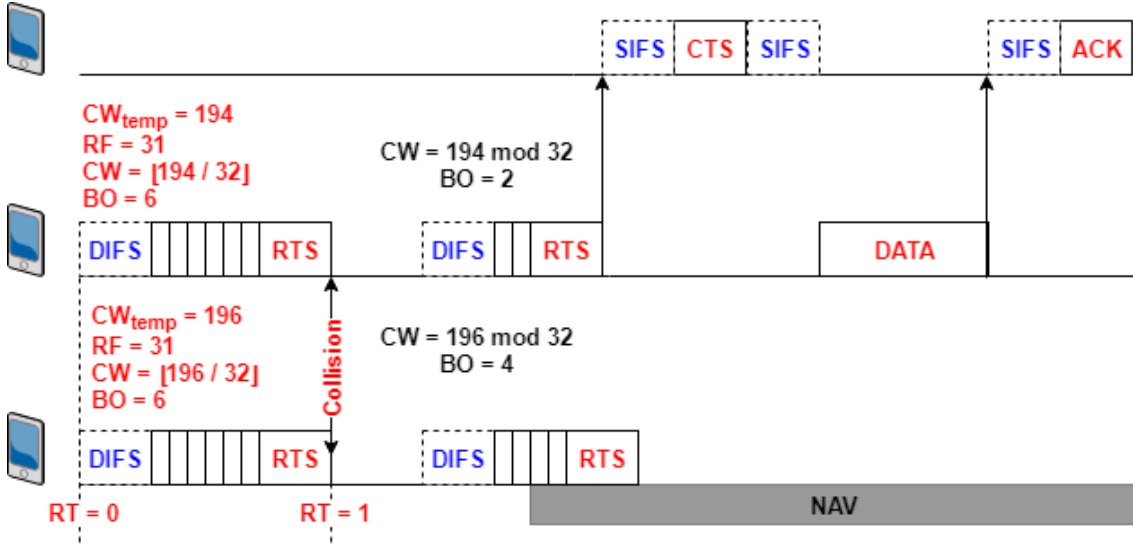 SIFS CTS SIFS SIFS ACK
CWtemp = 194
RF = 31
CW = ⌊194 / 32⌋
BO = 6
CW = 194 mod 32
BO = 2
DIFS RTS DIFS RTS DATA
CWtemp = 196
RF = 31
CW = ⌊196 / 32⌋
BO = 6
Collision
CW = 196 mod 32
BO = 4
DIFS RTS DIFS RTS
RT = 0 RT = 1 NAV